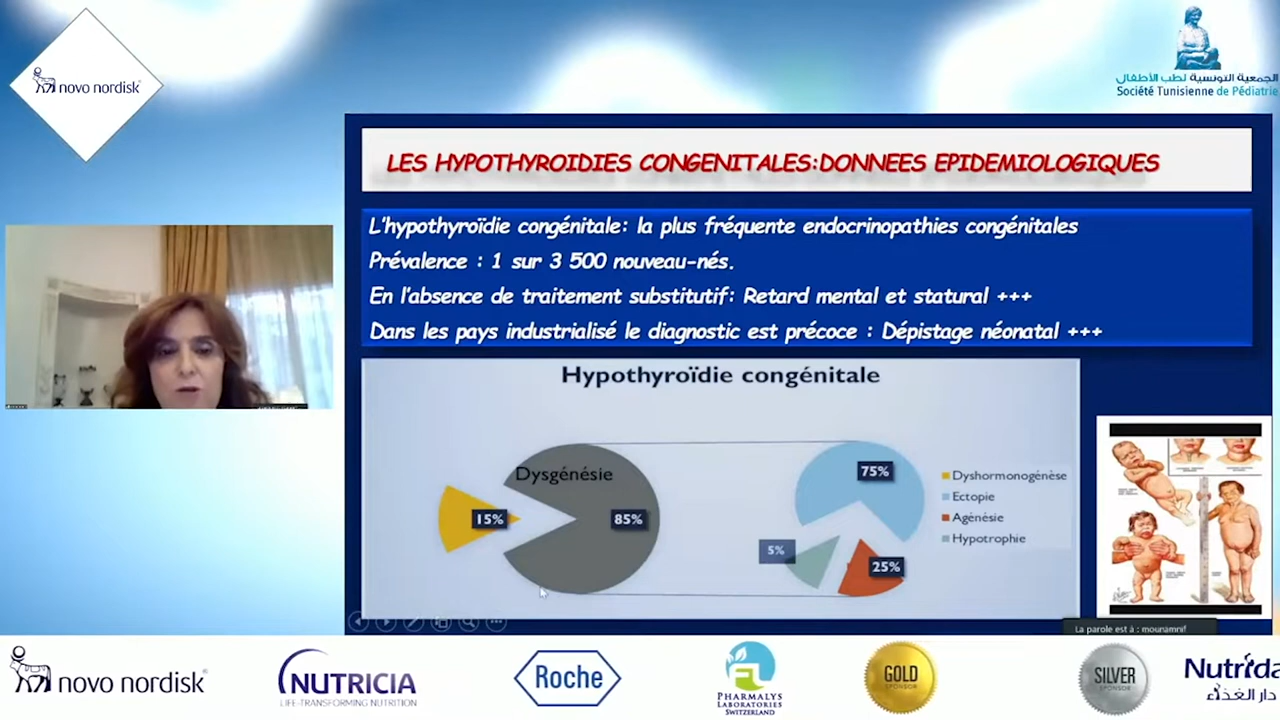 novo nordisk
الجمعية التونسية لطب الأطفال
Société Tunisienne de Pédiatrie
LES HYPOTHYROIDIES CONGENITALES:DONNEES EPIDEMIOLOGIQUES
L'hypothyroïdie congénitale: la plus fréquente endocrinopathies congénitales
Prévalence : 1 sur 3 500 nouveau-nés.
En l'absence de traitement substitutif: Retard mental et statural +++
Dans les pays industrialisé le diagnostic est précoce : Dépistage néonatal +++
Hypothyroïdie congénitale
Dysgénésie
15%
85%
75%
5%
25%
Dyshormonogénèse
Ectopie
Agénésie
Hypotrophie
La parole est à : mounamnif
novo nordisk
NUTRICIA
LIFE-TRANSFORMING NUTRITION
Roche
PHARMALYS
LABORATORIES
SWITZERLAND
GOLD
SPONSOR
SILVER
SPONSOR
Nutrida
دار الغذاء